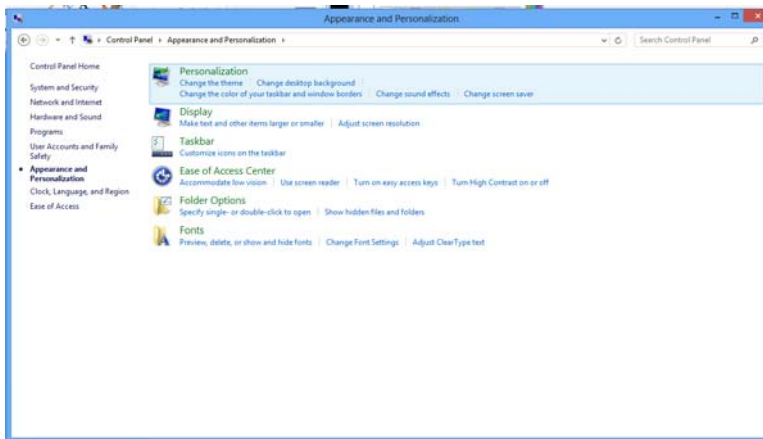 Appearance and Personalization
Control Panel Appearance and Personalization
Search Control Panel
Control Panel Home
System and Security
Network and Internet
Hardware and Sound
Programs
User Accounts and Family
Safety
Appearance and
Personalization
Clock, Language, and Region
Ease of Access
Personalization
Change the theme Change desktop background
Change the color of your taskbar and window borders Change sound effects Change screen saver
Display
Make text and other items larger or smaller Adjust screen resolution
Taskbar
Customize icons on the taskbar
Ease of Access Center
Accommodate low vision Use screen reader Turn on easy access keys Turn High Contrast on or off
Folder Options
Specify single- or double-click to open Show hidden files and folders
Fonts
Preview, delete, or show and hide fonts Change Font Settings Adjust ClearType text